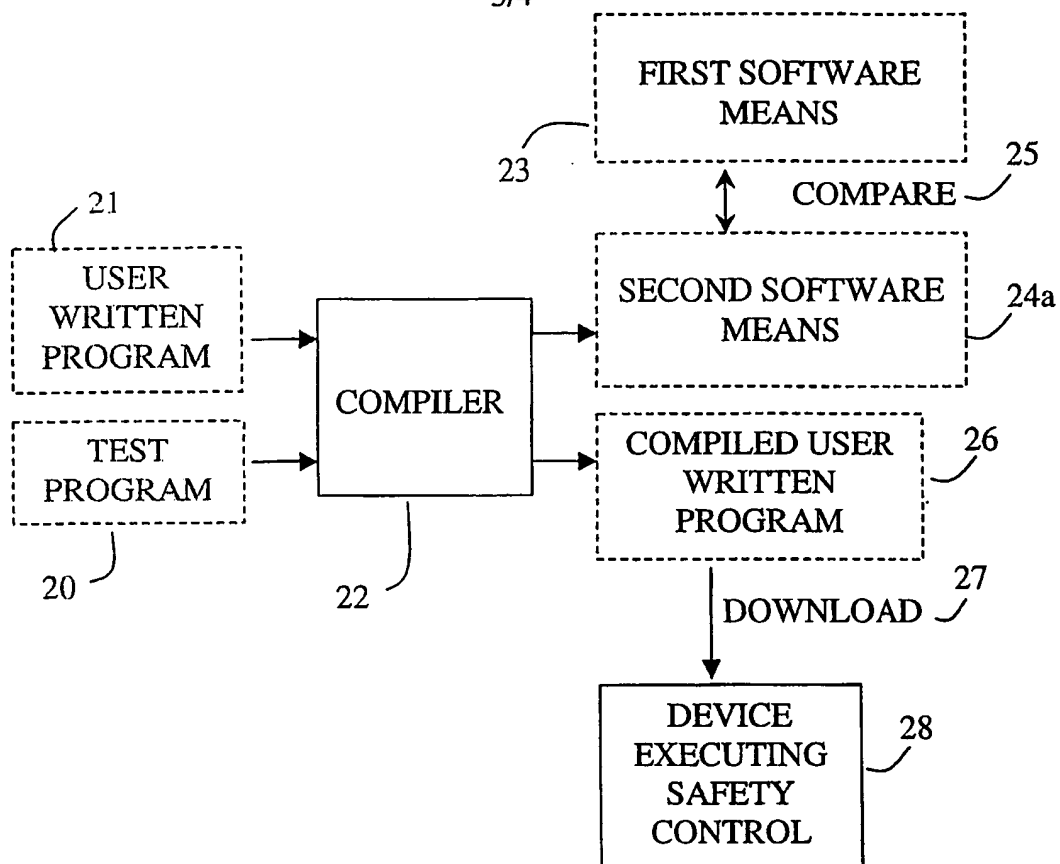 FIRST SOFTWARE
MEANS
23
25
COMPARE
21
USER
WRITTEN
PROGRAM
SECOND SOFTWARE
MEANS
24a
COMPILER
TEST
PROGRAM
20
22
COMPILED USER
WRITTEN
PROGRAM
26
27
DOWNLOAD
DEVICE
EXECUTING
SAFETY
CONTROL
28